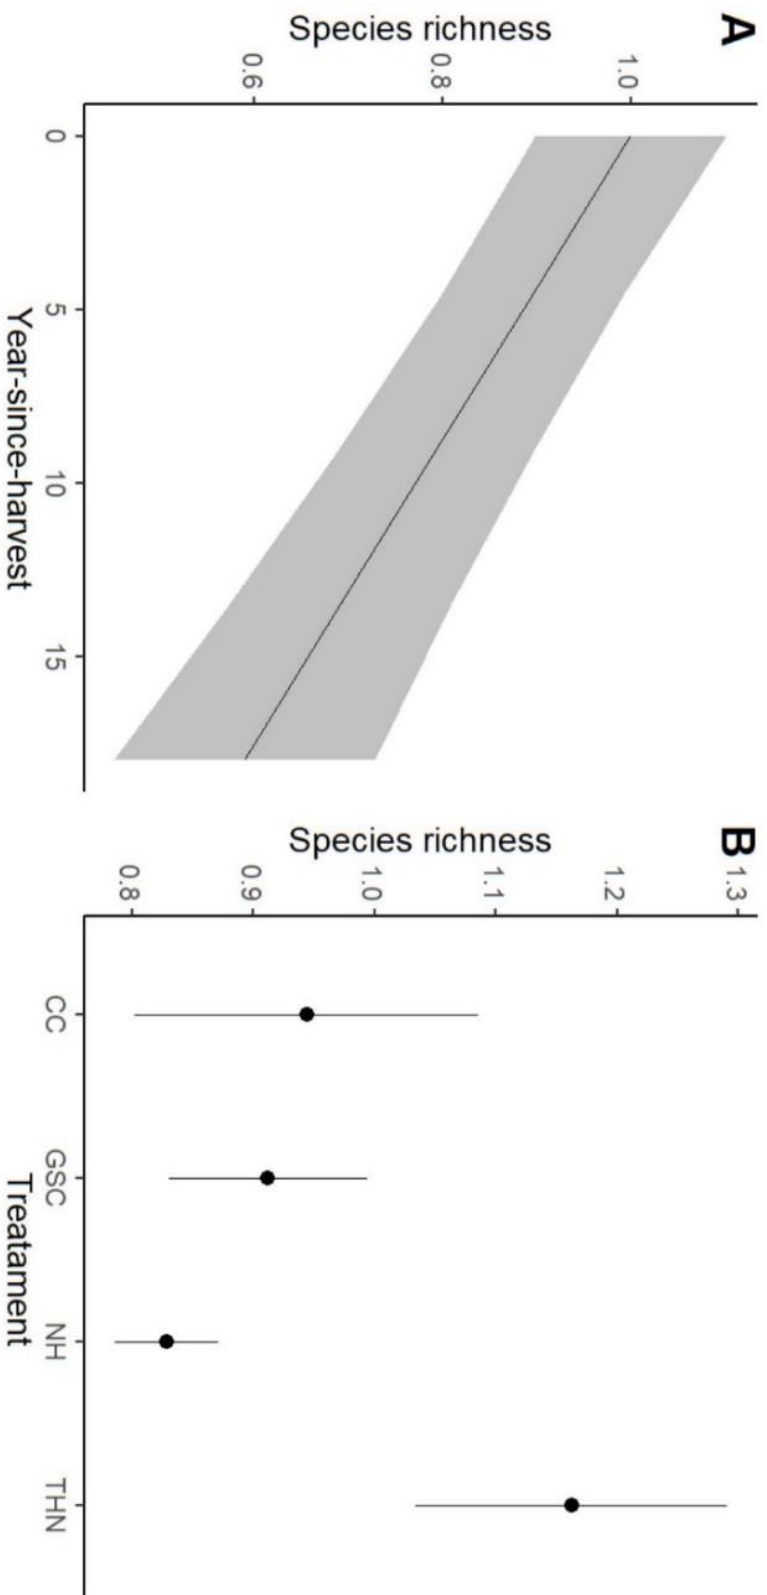 A
Species richness
1.0
0.8
0.6
0
5
10
15
Year-since-harvest
B
Species richness
1.3
1.2
1.1
1.0
0.9
0.8
CC
GSC
NH
THN
Treatament